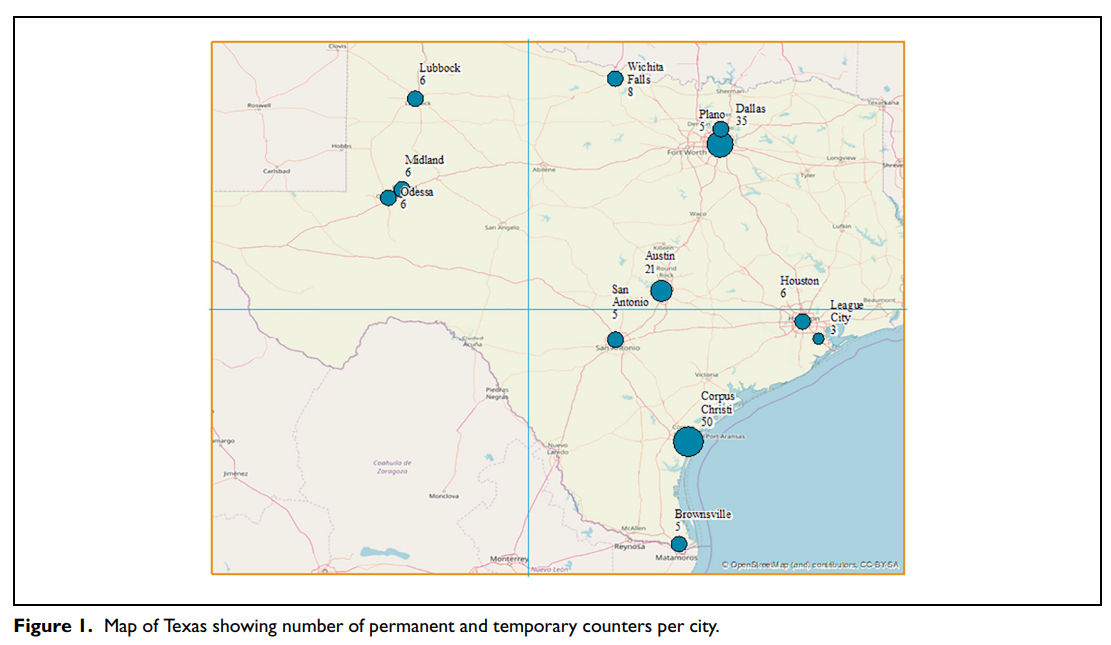 Clovis
Lubbock
6
Wichita
Falls
8
Sherman
Roswell
Plano
5
Dallas
35
Texarkana
Fort Worth
Hobbs
Midland
6
Carlsbad
Abilene
Longview
Shreve
Tyler
Odessa
6
Waco
San Angelo
Lufkin
Killeen
Austin
21
Round
Rock
Houston
6
San
Antonio
5
League
City
3
Beaumont
Ciudad
Acuña
San Antonio
Victoria
Piedras
Negras
Corpus
Christi
50
Port Aransas
amargo
Nuevo
Laredo
Coahuila de
Zaragoza
Jiménez
Monclova
Brownsville
5
McAllen
Reynosa
Matamoros
Monterrey
Nuevo León
© OpenStreetMap (and) contributors, CC-BY-SA
Figure 1. Map of Texas showing number of permanent and temporary counters per city.